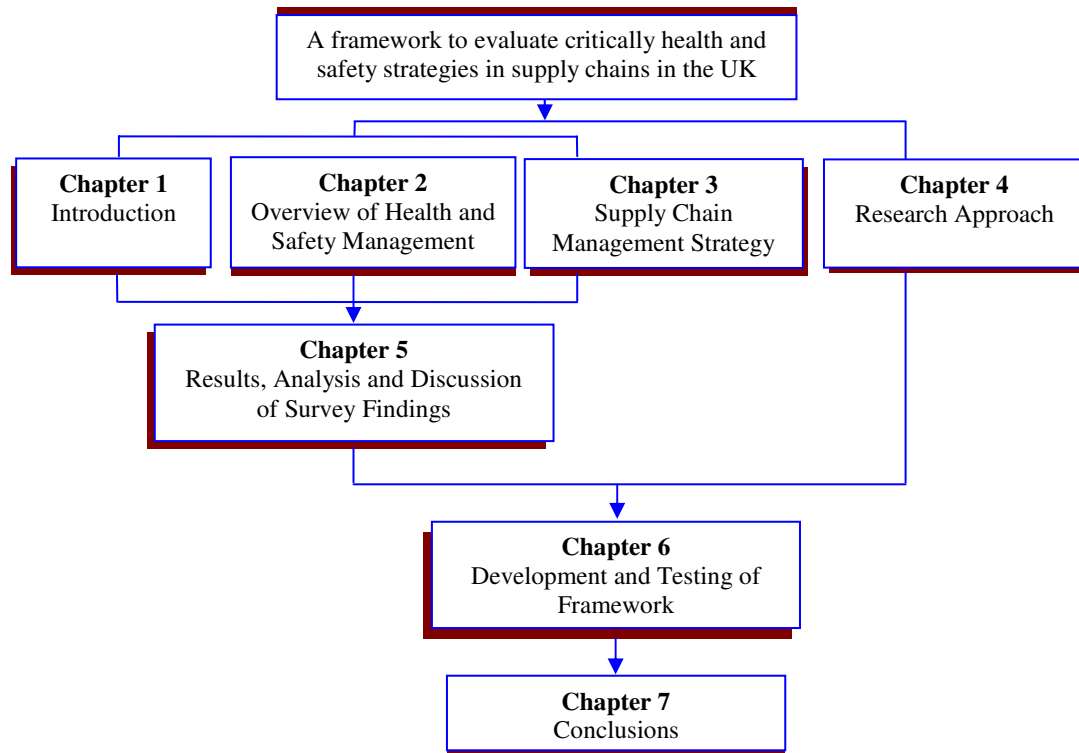 A framework to evaluate critically health and
safety strategies in supply chains in the UK
Chapter 1
Introduction
Chapter 2
Overview of Health and
Safety Management
Chapter 3
Supply Chain
Management Strategy
Chapter 4
Research Approach
Chapter 5
Results, Analysis and Discussion
of Survey Findings
Chapter 6
Development and Testing of
Framework
Chapter 7
Conclusions